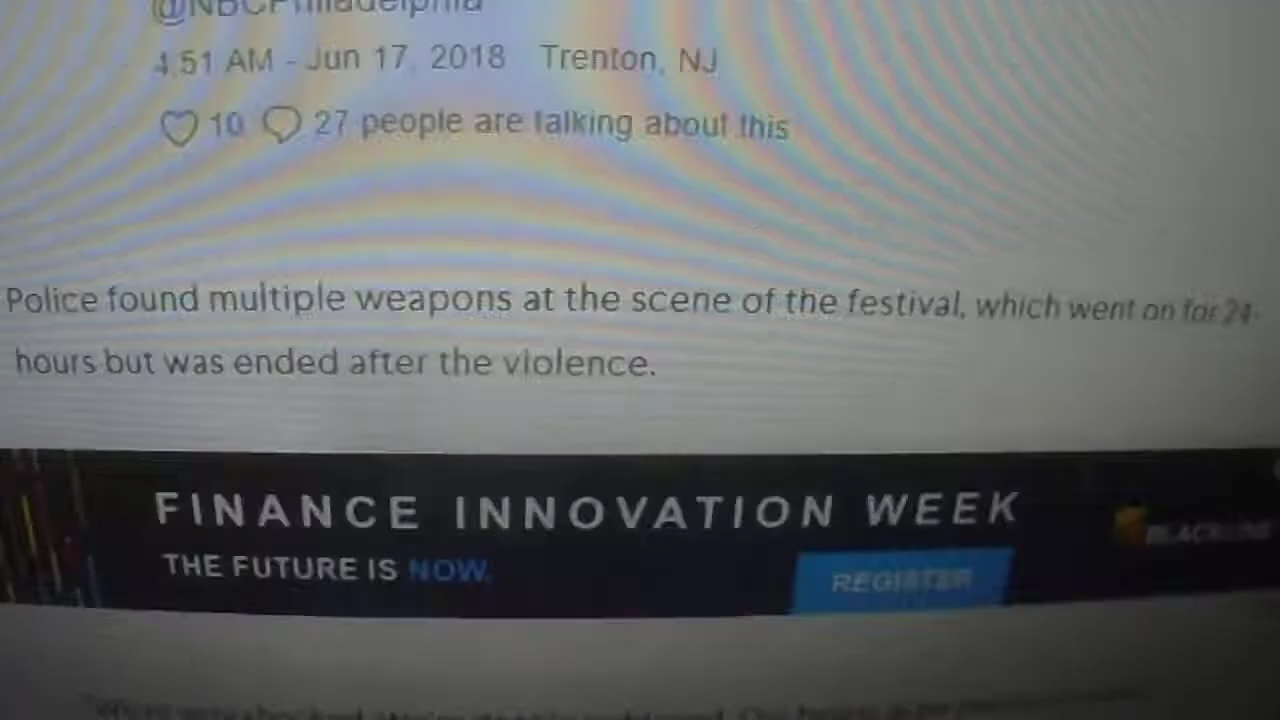 @NBCPhiladelphia
4:51 AM - Jun 17, 2018 Trenton, NJ
10 27 people are talking about this
Police found multiple weapons at the scene of the festival, which went on for 24
hours but was ended after the violence.
FINANCE INNOVATION WEEK
THE FUTURE IS NOW.
REGISTER
BLACKLINE